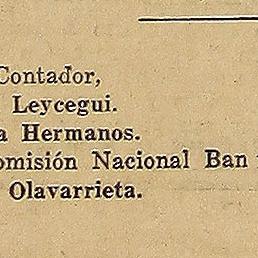 Contador,
Leycegui.
a Hermanos.
omisión Nacional Ban
Olavarrieta.